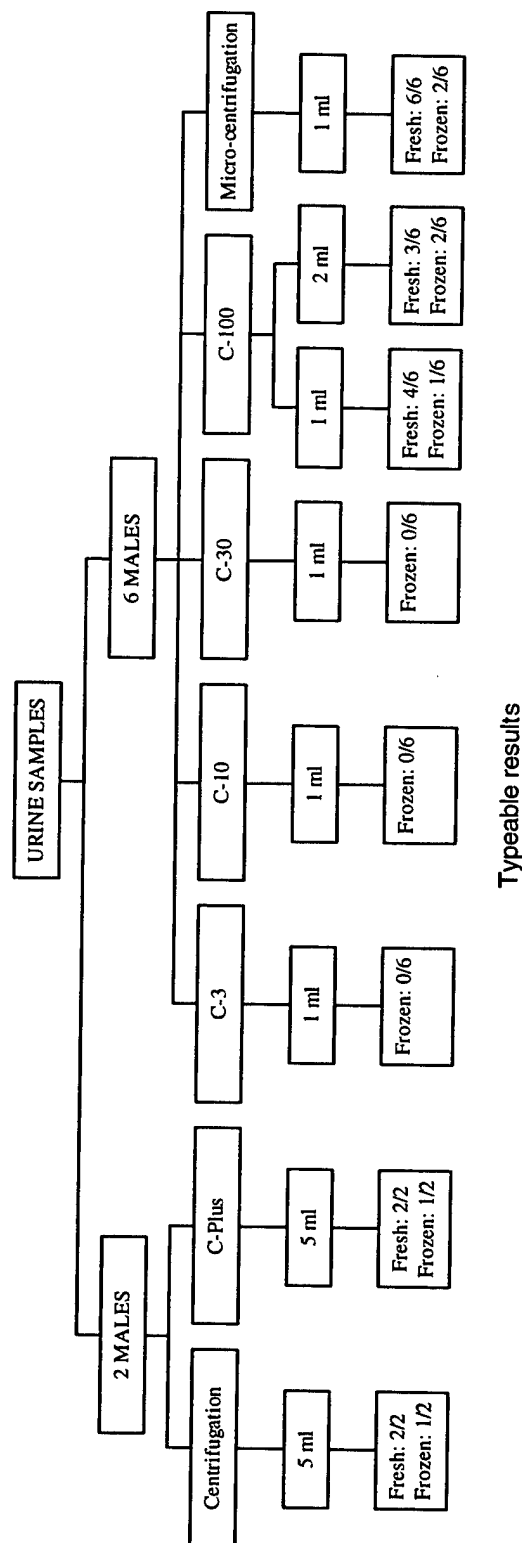 URINE SAMPLES
2 MALES
6 MALES
Centrifugation
C-Plus
C-3
C-10
C-30
C-100
Micro-centrifugation
5 ml
5 ml
1 ml
1 ml
1 ml
1 ml
2 ml
1 ml
Fresh: 2/2
Frozen: 1/2
Fresh: 2/2
Frozen: 1/2
Frozen: 0/6
Frozen: 0/6
Frozen: 0/6
Fresh: 4/6
Frozen: 1/6
Fresh: 3/6
Frozen: 2/6
Fresh: 6/6
Frozen: 2/6
Typeable results